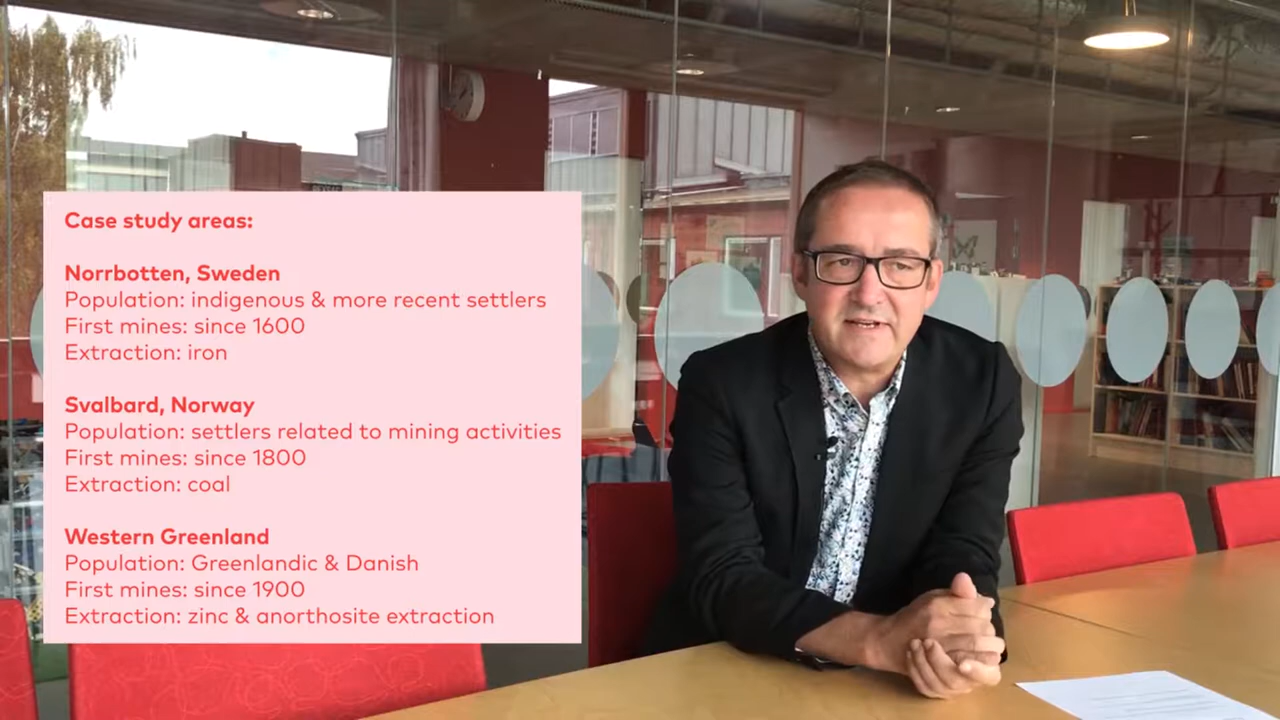 Case study areas:
Norrbotten, Sweden
Population: indigenous & more recent settlers
First mines: since 1600
Extraction: iron
Svalbard, Norway
Population: settlers related to mining activities
First mines: since 1800
Extraction: coal
Western Greenland
Population: Greenlandic & Danish
First mines: since 1900
Extraction: zinc & anorthosite extraction